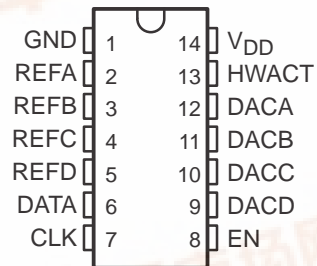 GND 1 14 VDD
REFA 2 13 HWACT
REFB 3 12 DACA
REFC 4 11 DACB
REFD 5 10 DACC
DATA 6 9 DACD
CLK 7 8 EN